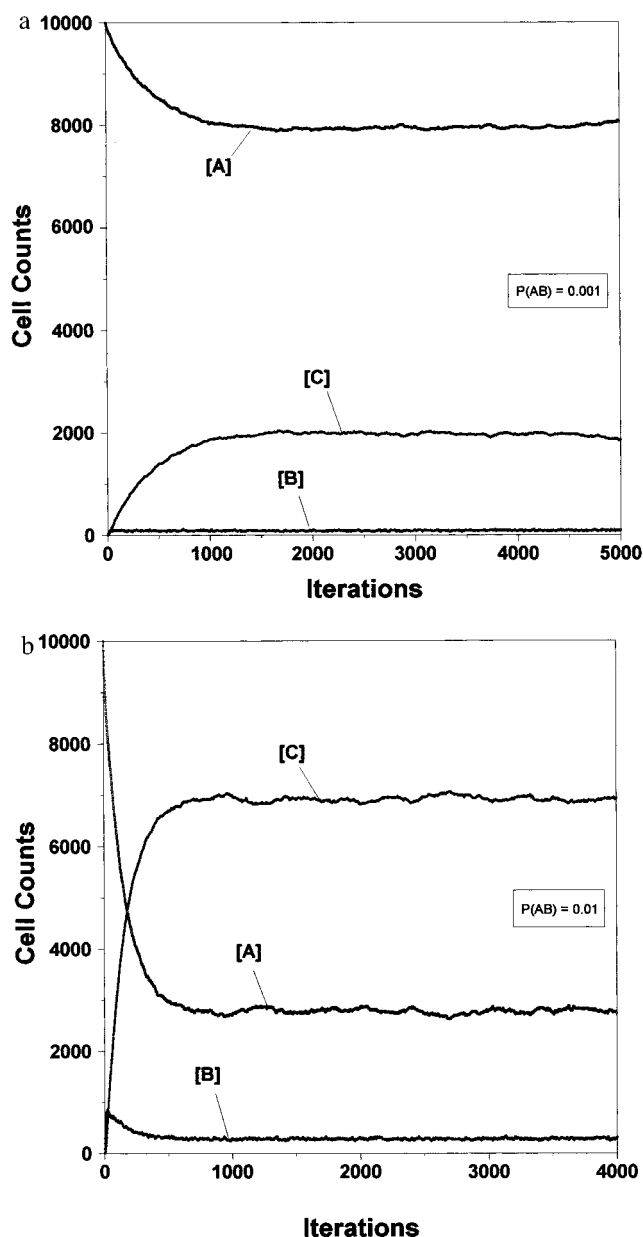 a
10000
8000
6000
4000
2000
0
Cell Counts
[A]
P(AB) = 0.001
[C]
[B]
0 1000 2000 3000 4000 5000
Iterations
b
10000
8000
6000
4000
2000
0
Cell Counts
[C]
P(AB) = 0.01
[A]
[B]
0 1000 2000 3000 4000
Iterations